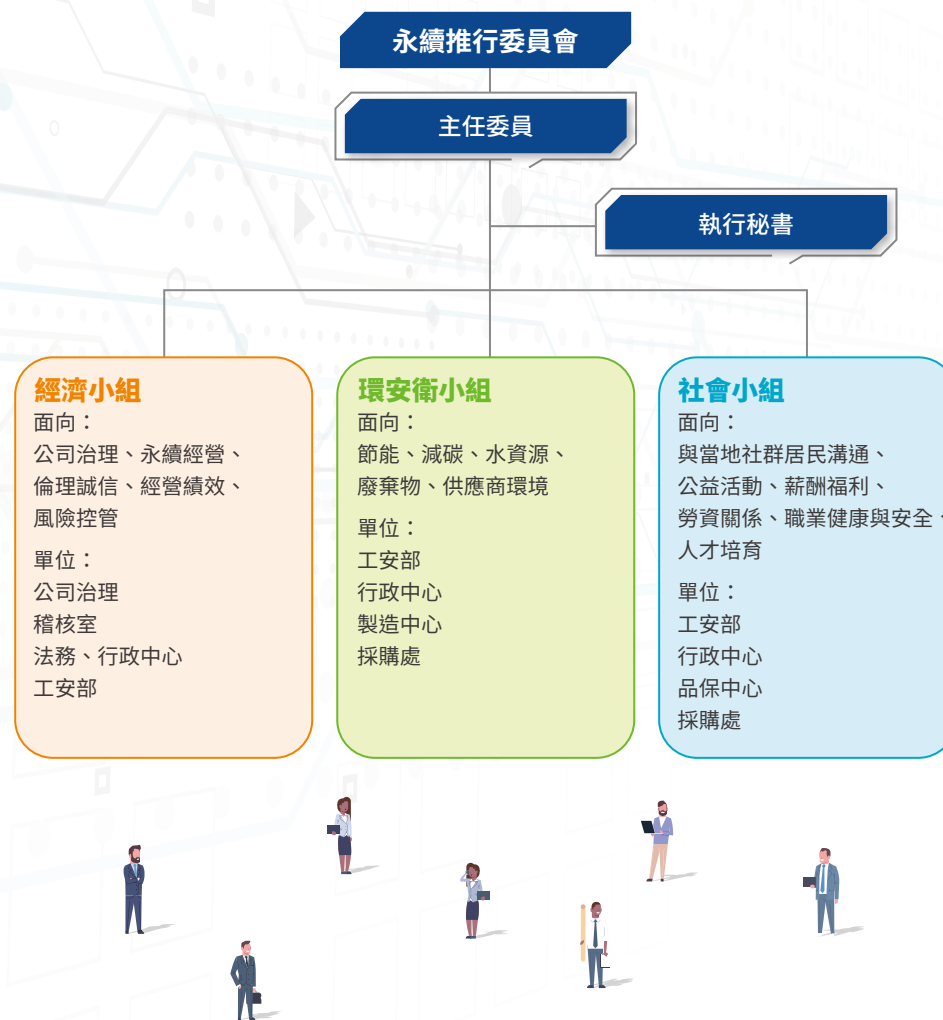 永續推行委員會
主任委員
執行秘書
經濟小組
面向：
公司治理、永續經營、
倫理誠信、經營績效、
風險控管
單位：
公司治理
稽核室
法務、行政中心
工安部
環安衛小組
面向：
節能、減碳、水資源、
廢棄物、供應商環境
單位：
工安部
行政中心
製造中心
採購處
社會小組
面向：
與當地社群居民溝通、
公益活動、薪酬福利、
勞資關係、職業健康與安全、
人才培育
單位：
工安部
行政中心
品保中心
採購處